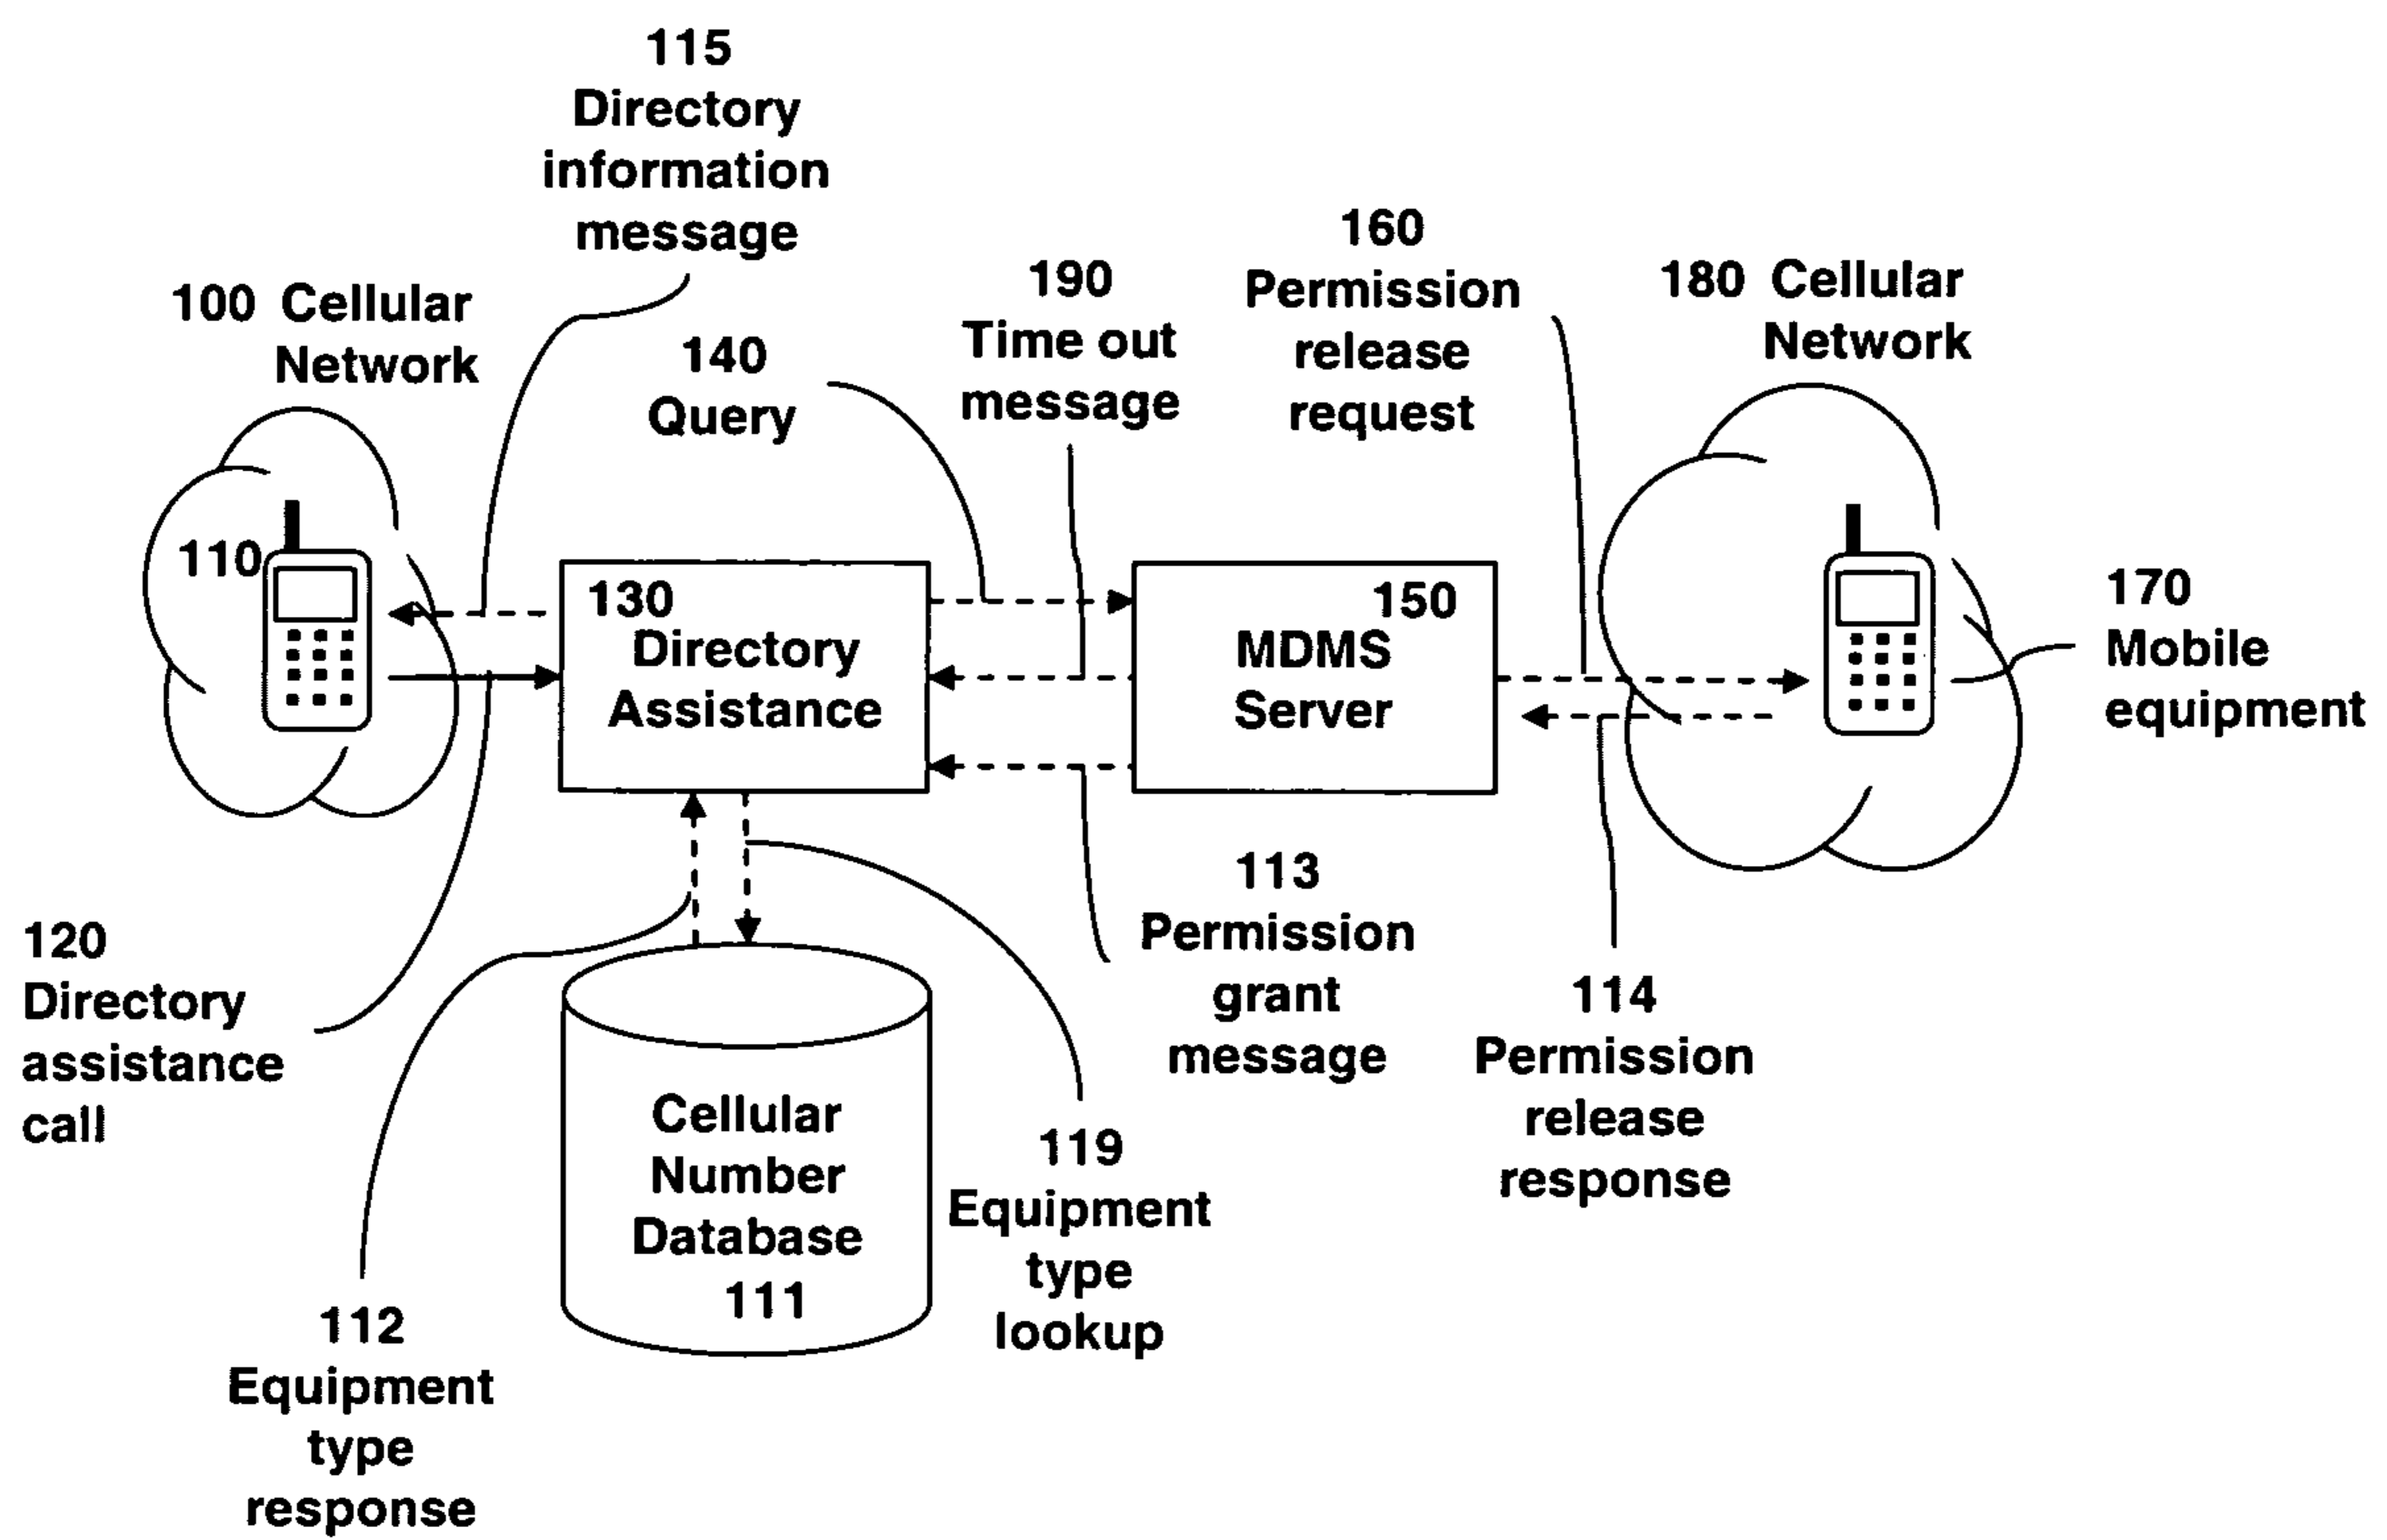 115
Directory
information
message
160
Permission
release
request
190
Time out
message
180 Cellular
Network
100 Cellular
Network
140
Query
110
130
Directory
Assistance
150
MDMS
Server
170
Mobile
equipment
113
Permission
grant
message
120
Directory
assistance
call
114
Permission
release
response
Cellular
Number
Database
111
119
Equipment
type
lookup
112
Equipment
type
response